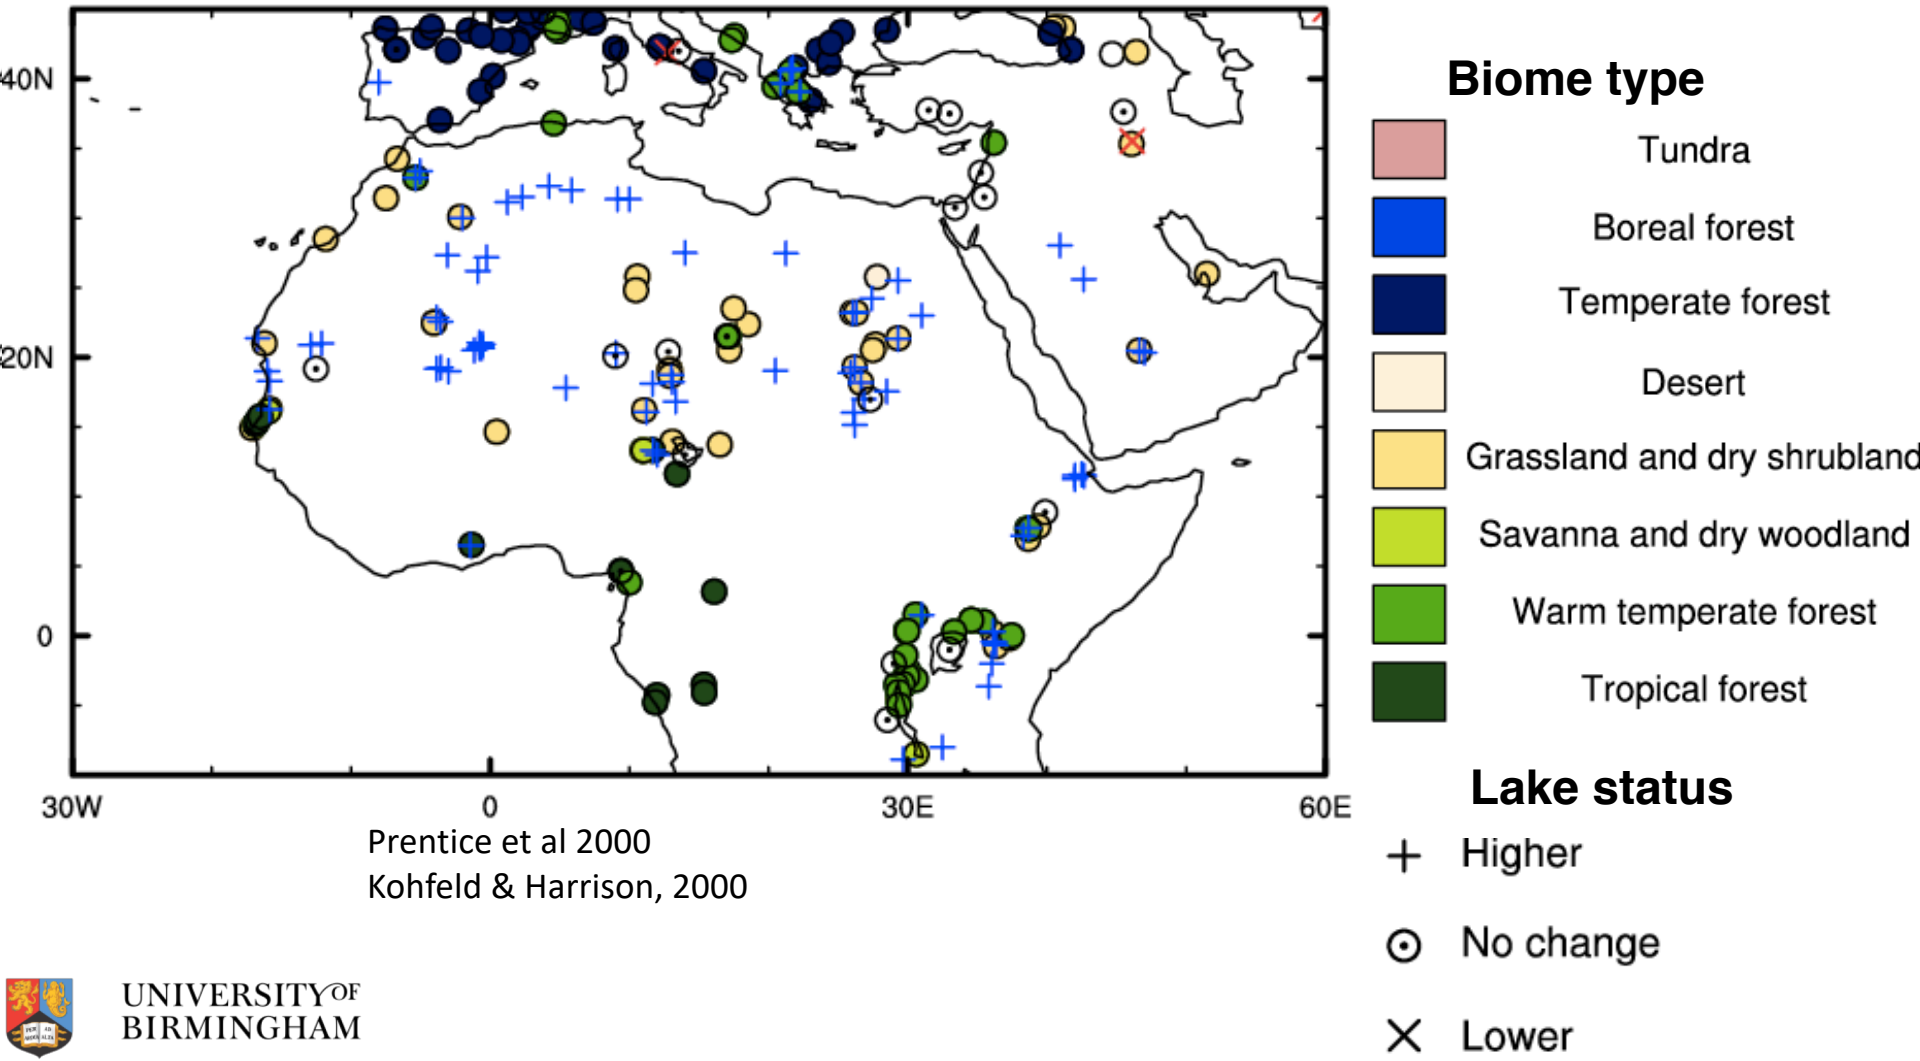 Biome type
40N
20N
0
30W
0
30E
60E
Tundra
Boreal forest
Temperate forest
Desert
Grassland and dry shrubland
Savanna and dry woodland
Warm temperate forest
Tropical forest
Lake status
Higher
No change
Lower
Prentice et al 2000
Kohfeld & Harrison, 2000
UNIVERSITY OF
BIRMINGHAM